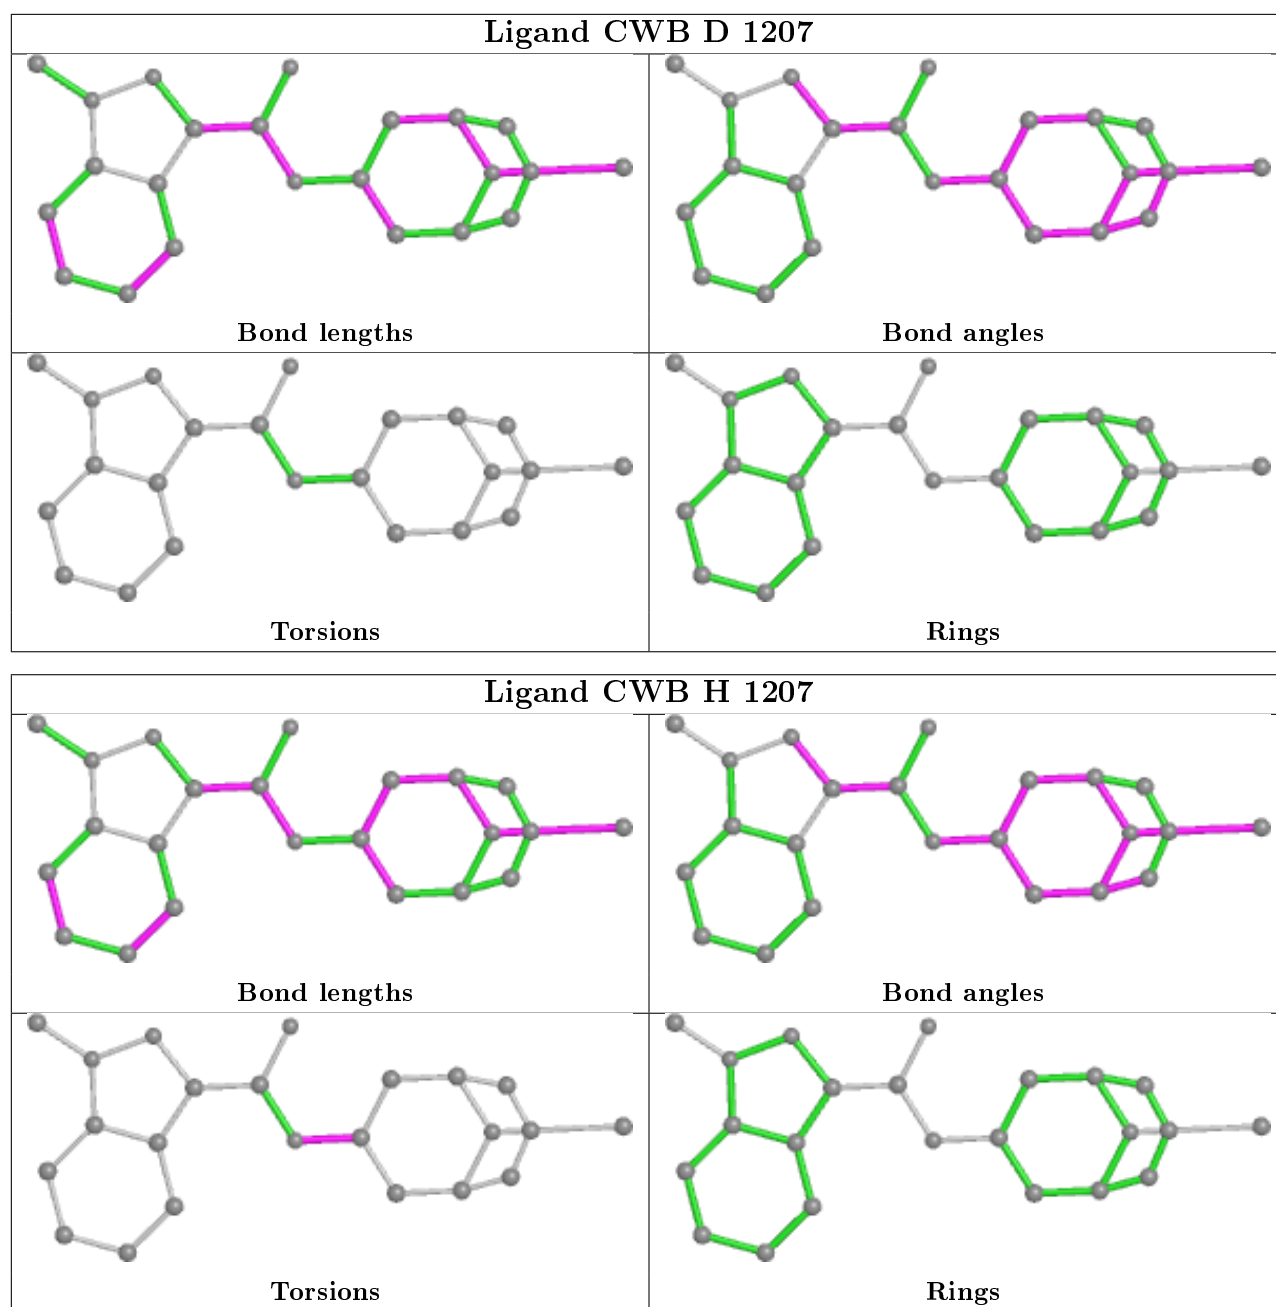 Ligand CWB D 1207
Bond lengths
Bond angles
Torsions
Rings
Ligand CWB H 1207
Bond lengths
Bond angles
Torsions
Rings